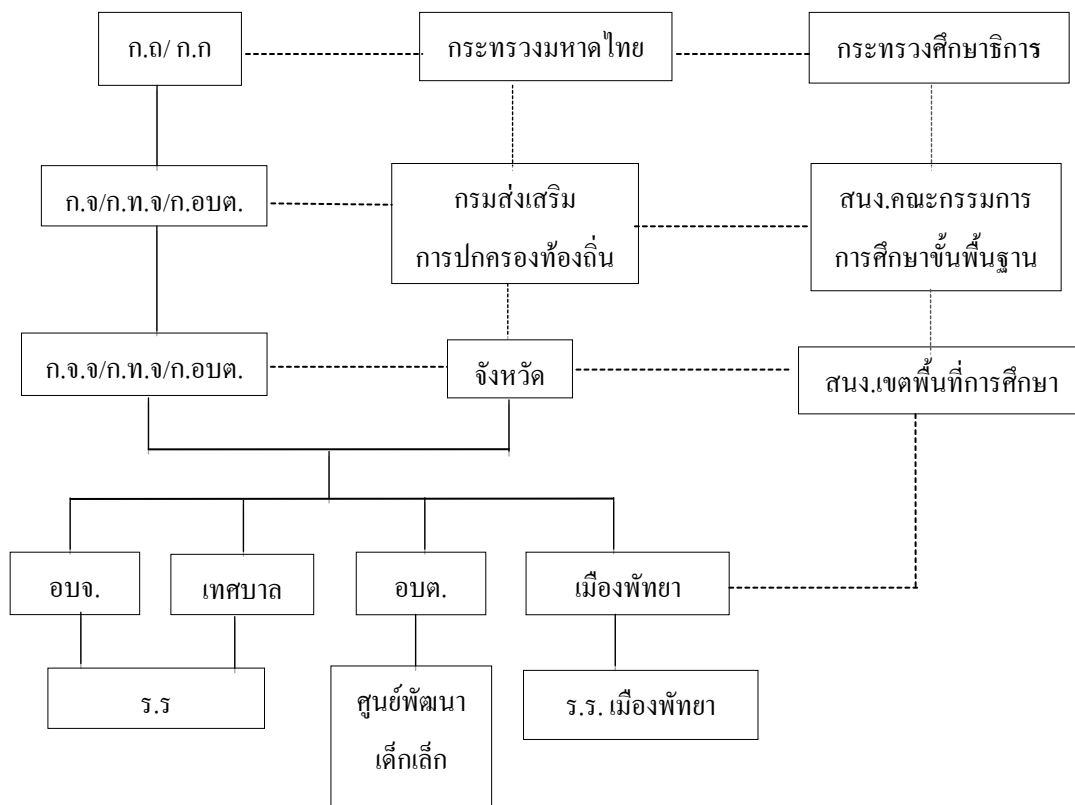 ก.ถ/ ก.ก
กระทรวงมหาดไทย
กระทรวงศึกษาธิการ
ก.จ/ก.ท.จ/ก.อบต.
กรมส่งเสริม
การปกครองท้องถิ่น
สนง.คณะกรรมการ
การศึกษาขั้นพื้นฐาน
ก.จ.จ/ก.ท.จ/ก.อบต.
จังหวัด
สนง.เขตพื้นที่การศึกษา
อบจ.
เทศบาล
อบต.
เมืองพัทยา
ร.ร
ศูนย์พัฒนา
เด็กเล็ก
ร.ร. เมืองพัทยา